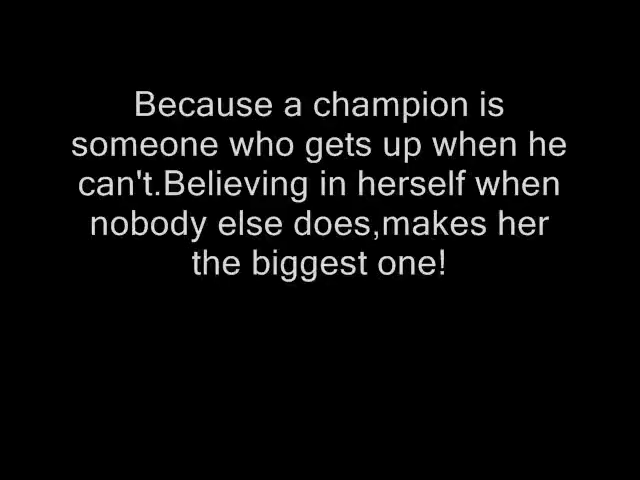 Because a champion is
someone who gets up when he
can't.Believing in herself when
nobody else does,makes her
the biggest one!